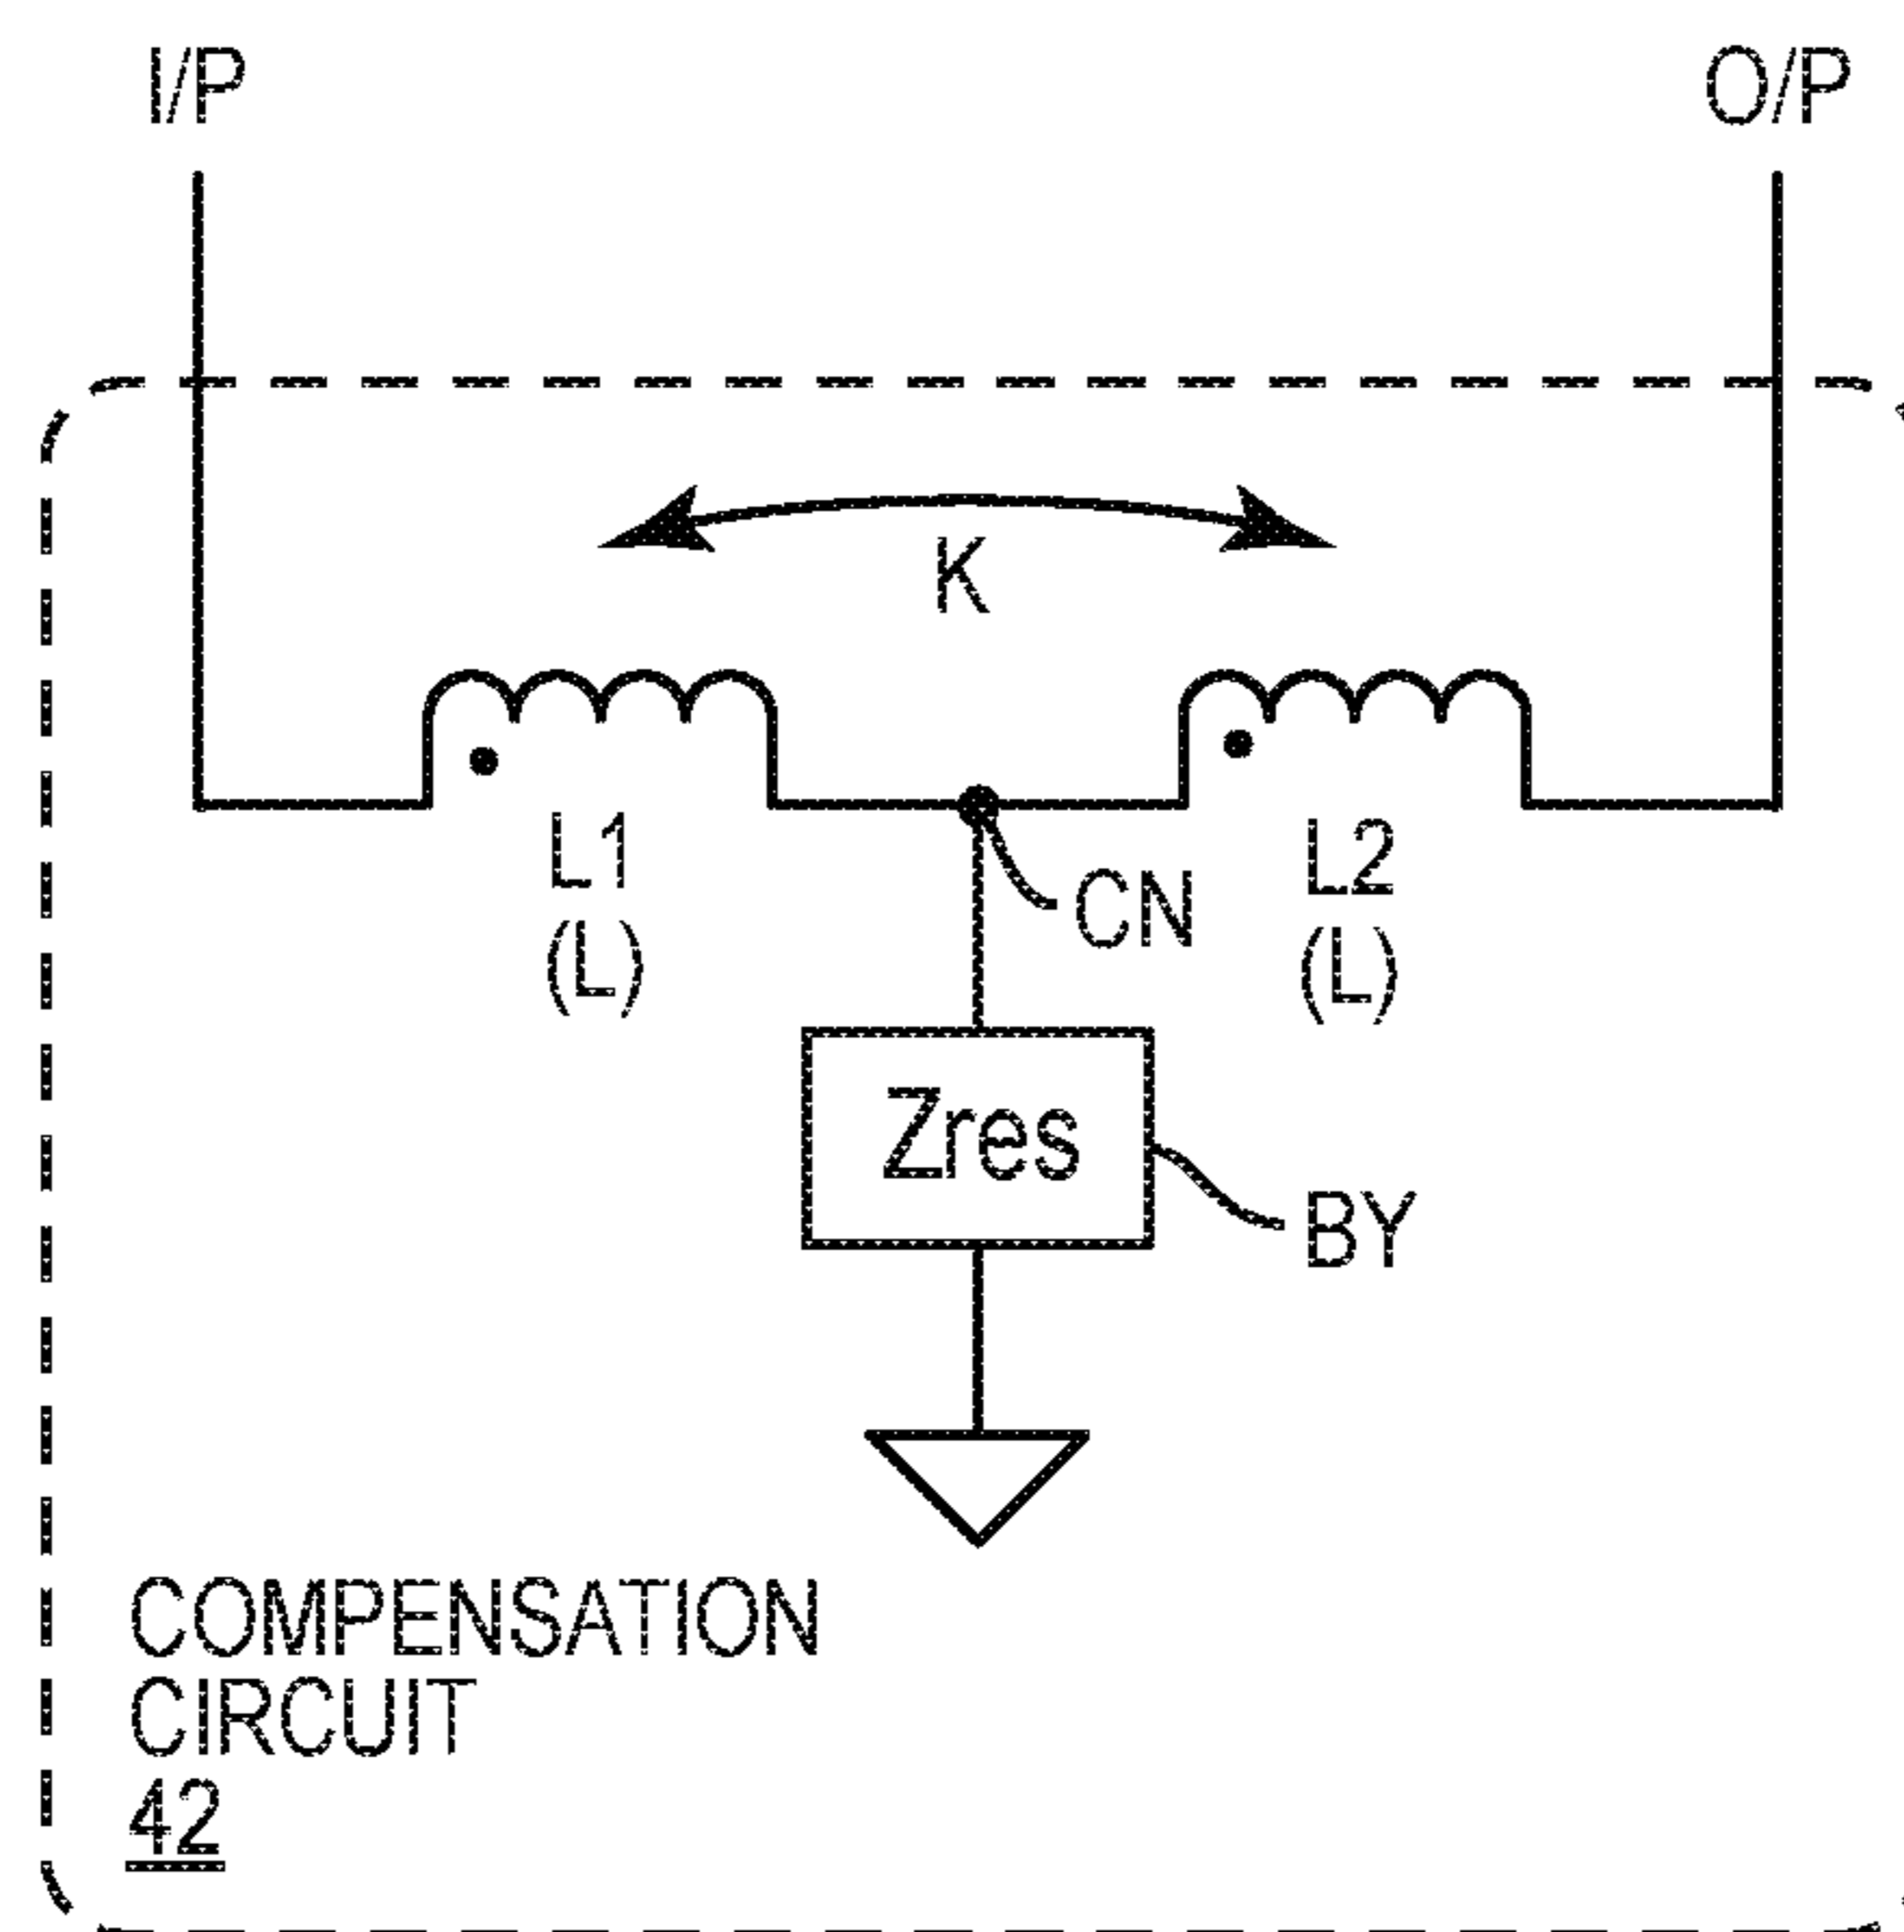 I/P
O/P
K
L1
(L)
CN
L2
(L)
Zres
BY
COMPENSATION
CIRCUIT
42